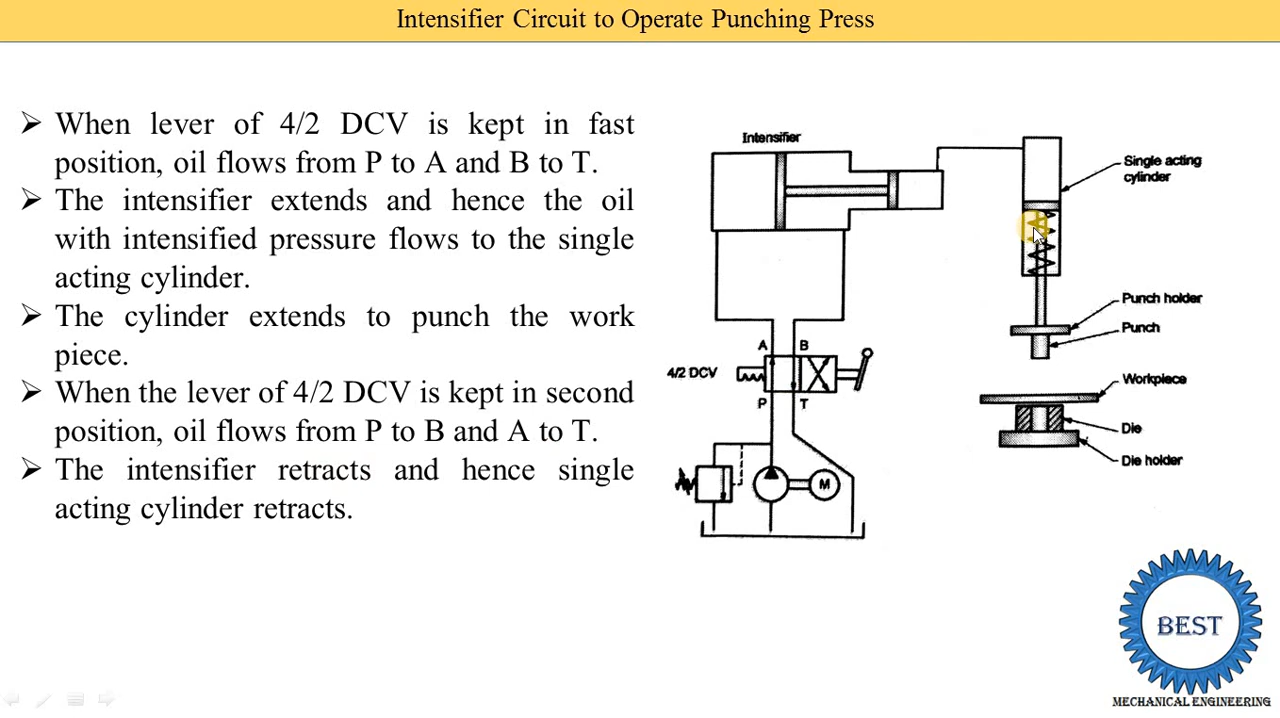 Intensifier Circuit to Operate Punching Press
➢ When lever of 4/2 DCV is kept in fast
position, oil flows from P to A and B to T.
➢ The intensifier extends and hence the oil
with intensified pressure flows to the single
acting cylinder.
➢ The cylinder extends to punch the work
piece.
➢ When the lever of 4/2 DCV is kept in second
position, oil flows from P to B and A to T.
➢ The intensifier retracts and hence single
acting cylinder retracts.
Intensifier
Single acting
cylinder
Punch holder
Punch
A B
4/2 DCV
P T
Workpiece
Die
Die holder
M
BEST
MECHANICAL ENGINEERING